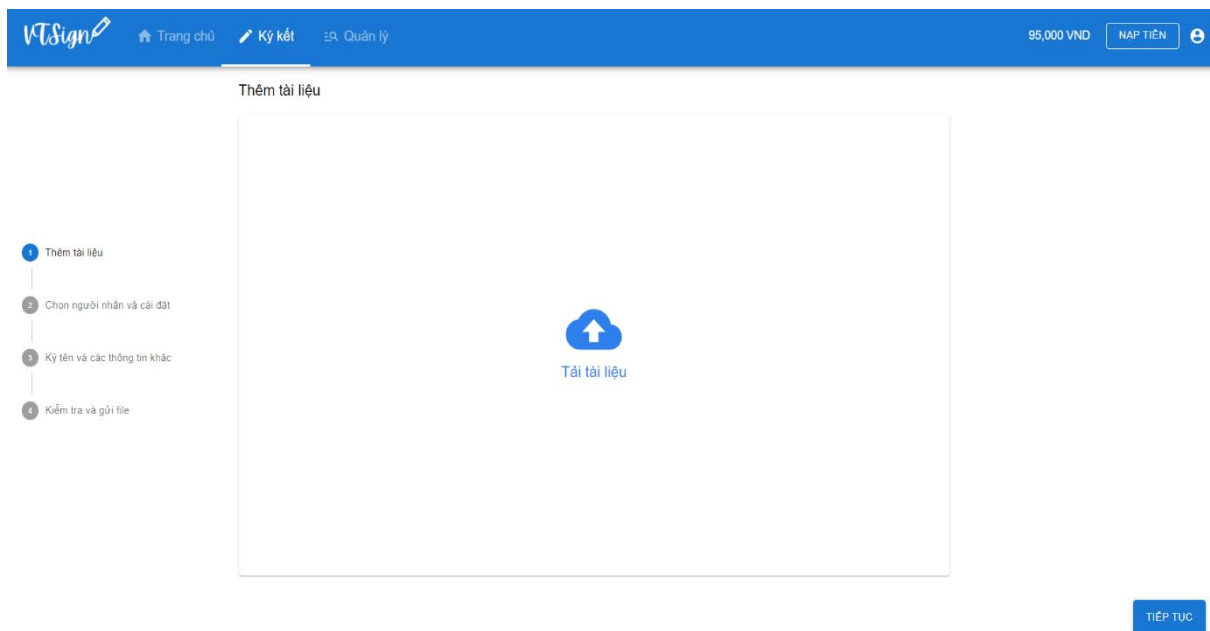 VTSign
Trang chủ
Ký kết
Quản lý
95,000 VND
NẠP TIỀN
Thêm tài liệu
1 Thêm tài liệu
2 Chọn người nhận và cài đặt
3 Ký tên và các thông tin khác
4 Kiểm tra và gửi file
Tải tài liệu
TIẾP TỤC